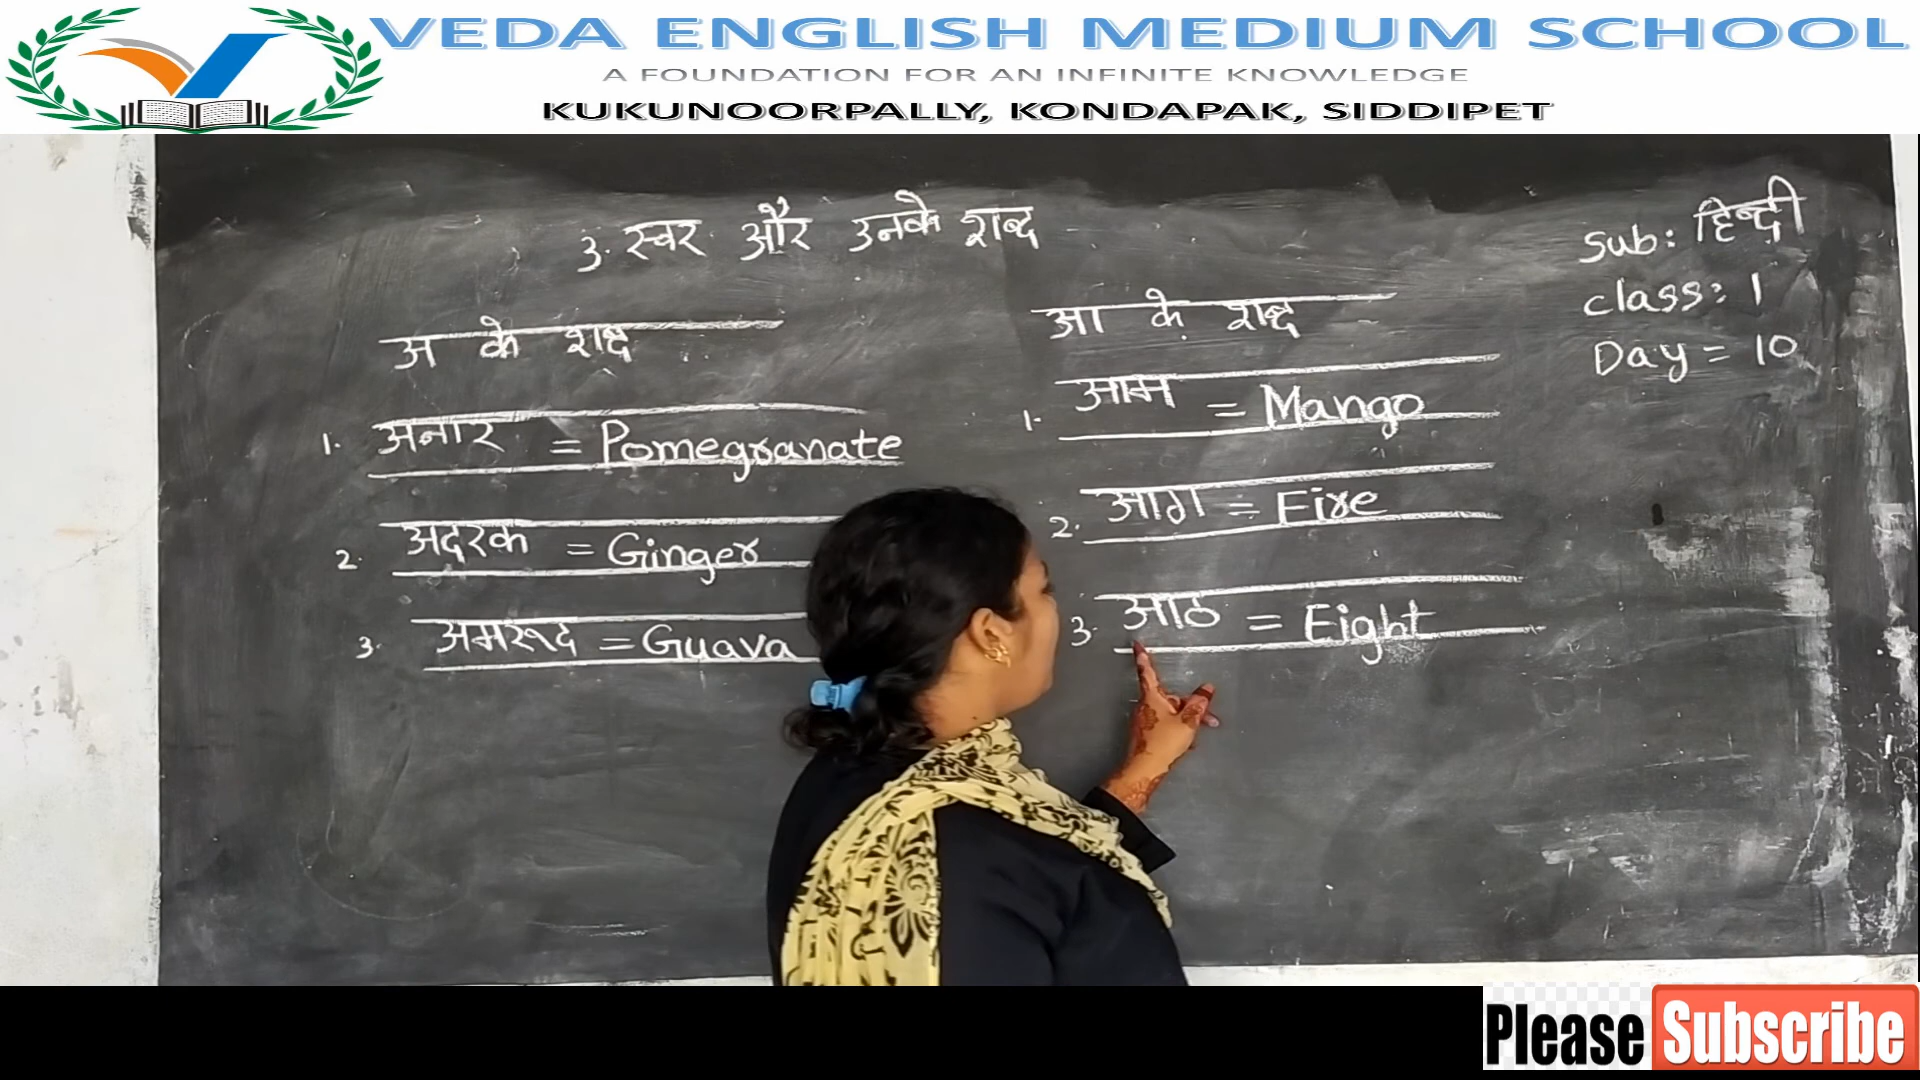 VEDA ENGLISH MEDIUM SCHOOL
A FOUNDATION FOR AN INFINITE KNOWLEDGE
KUKUNOORPALLY, KONDAPAK, SIDDIPET
3. स्वर और उनके शब्द
Sub: हिन्दी
class: 1
Day = 10
अ के शब्द
1. अनार = Pomegranate
2. अदरक = Ginger
3. अमरूद = Guava
आ के शब्द
1. आम = Mango
2. आग = Fire
3. आठ = Eight
Please Subscribe